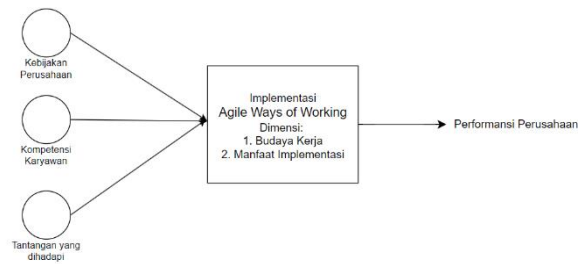 Kebijakan
Perusahaan
Kompetensi
Karyawan
Tantangan yang
dihadapi
Implementasi
Agile Ways of Working
Dimensi:
1. Budaya Kerja
2. Manfaat Implementasi
Performansi Perusahaan